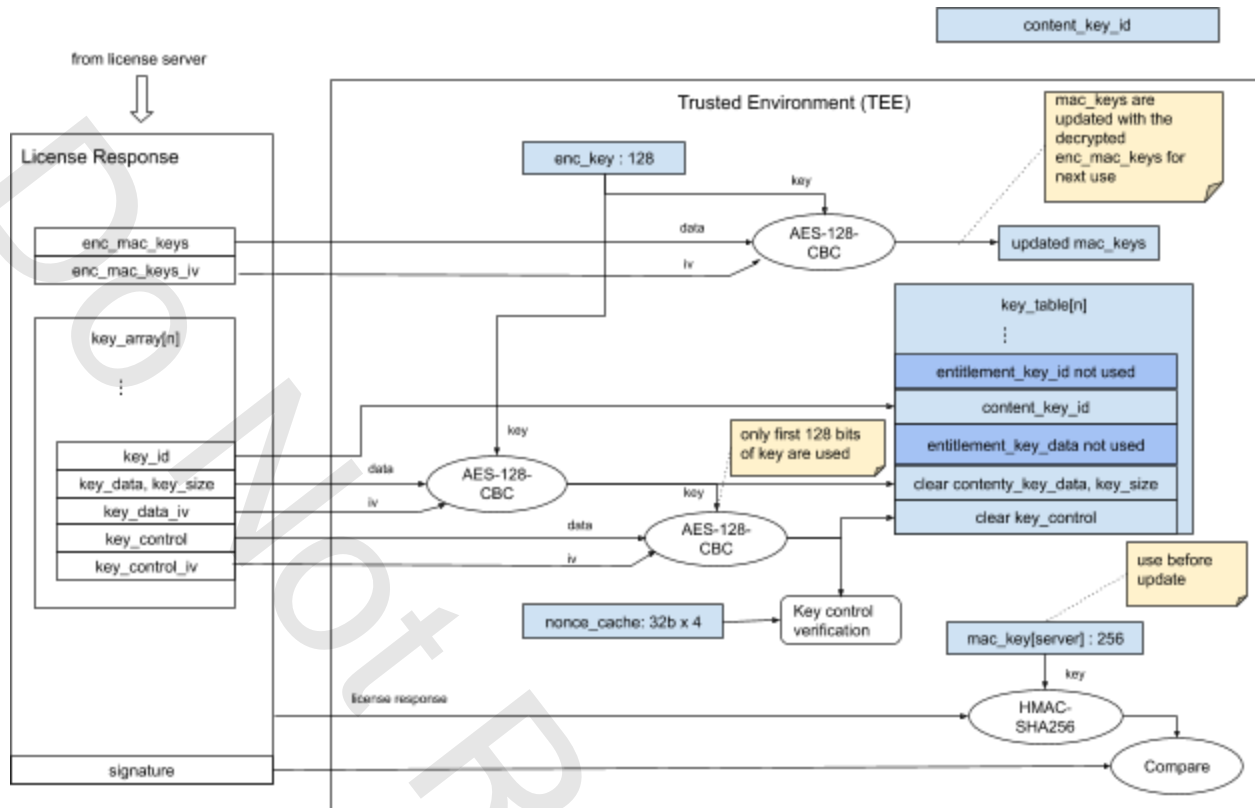 content_key_id
from license server
Trusted Environment (TEE)
mac_keys are
updated with the
decrypted
enc_mac_keys for
next use
License Response
enc_key : 128
key
enc_mac_keys
data
AES-128-
CBC
updated mac_keys
enc_mac_keys_iv
iv
key_array[n]
⋮
key_table[n]
⋮
entitlement_key_id not used
content_key_id
key
only first 128 bits
of key are used
entitlement_key_data not used
key_id
key_data, key_size
data
AES-128-
CBC
key
clear contenty_key_data, key_size
key_data_iv
iv
key_control
data
AES-128-
CBC
clear key_control
key_control_iv
iv
use before
update
nonce_cache: 32b x 4
Key control
verification
mac_key[server] : 256
key
license response
HMAC-
SHA256
signature
Compare
Do Not R